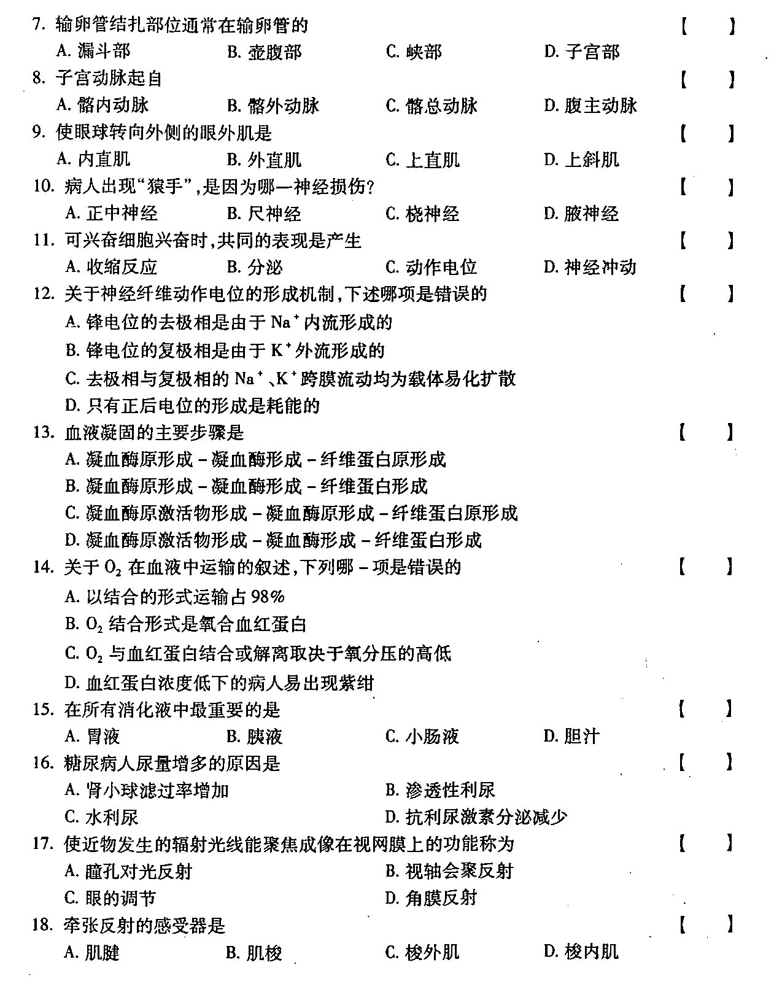 7. 输卵管结扎部位通常在输卵管的 【 】
A. 漏斗部 B. 壶腹部 C. 峡部 D. 子宫部
8. 子宫动脉起自 【 】
A. 髂内动脉 B. 髂外动脉 C. 髂总动脉 D. 腹主动脉
9. 使眼球转向外侧的眼外肌是 【 】
A. 内直肌 B. 外直肌 C. 上直肌 D. 上斜肌
10. 病人出现“猿手”,是因为哪一神经损伤? 【 】
A. 正中神经 B. 尺神经 C. 桡神经 D. 腋神经
11. 可兴奋细胞兴奋时,共同的表现是产生 【 】
A. 收缩反应 B. 分泌 C. 动作电位 D. 神经冲动
12. 关于神经纤维动作电位的形成机制,下述哪项是错误的 【 】
A. 锋电位的去极相是由于 Na⁺ 内流形成的
B. 锋电位的复极相是由于 K⁺ 外流形成的
C. 去极相与复极相的 Na⁺、K⁺ 跨膜流动均为载体易化扩散
D. 只有正后电位的形成是耗能的
13. 血液凝固的主要步骤是 【 】
A. 凝血酶原形成－凝血酶形成－纤维蛋白原形成
B. 凝血酶原形成－凝血酶形成－纤维蛋白形成
C. 凝血酶原激活物形成－凝血酶原形成－纤维蛋白原形成
D. 凝血酶原激活物形成－凝血酶形成－纤维蛋白形成
14. 关于 O₂ 在血液中运输的叙述,下列哪－项是错误的 【 】
A. 以结合的形式运输占 98%
B. O₂ 结合形式是氧合血红蛋白
C. O₂ 与血红蛋白结合或解离取决于氧分压的高低
D. 血红蛋白浓度低下的病人易出现紫绀
15. 在所有消化液中最重要的是 【 】
A. 胃液 B. 胰液 C. 小肠液 D. 胆汁
16. 糖尿病人尿量增多的原因是 【 】
A. 肾小球滤过率增加 B. 渗透性利尿
C. 水利尿 D. 抗利尿激素分泌减少
17. 使近物发生的辐射光线能聚焦成像在视网膜上的功能称为 【 】
A. 瞳孔对光反射 B. 视轴会聚反射
C. 眼的调节 D. 角膜反射
18. 牵张反射的感受器是 【 】
A. 肌腱 B. 肌梭 C. 梭外肌 D. 梭内肌